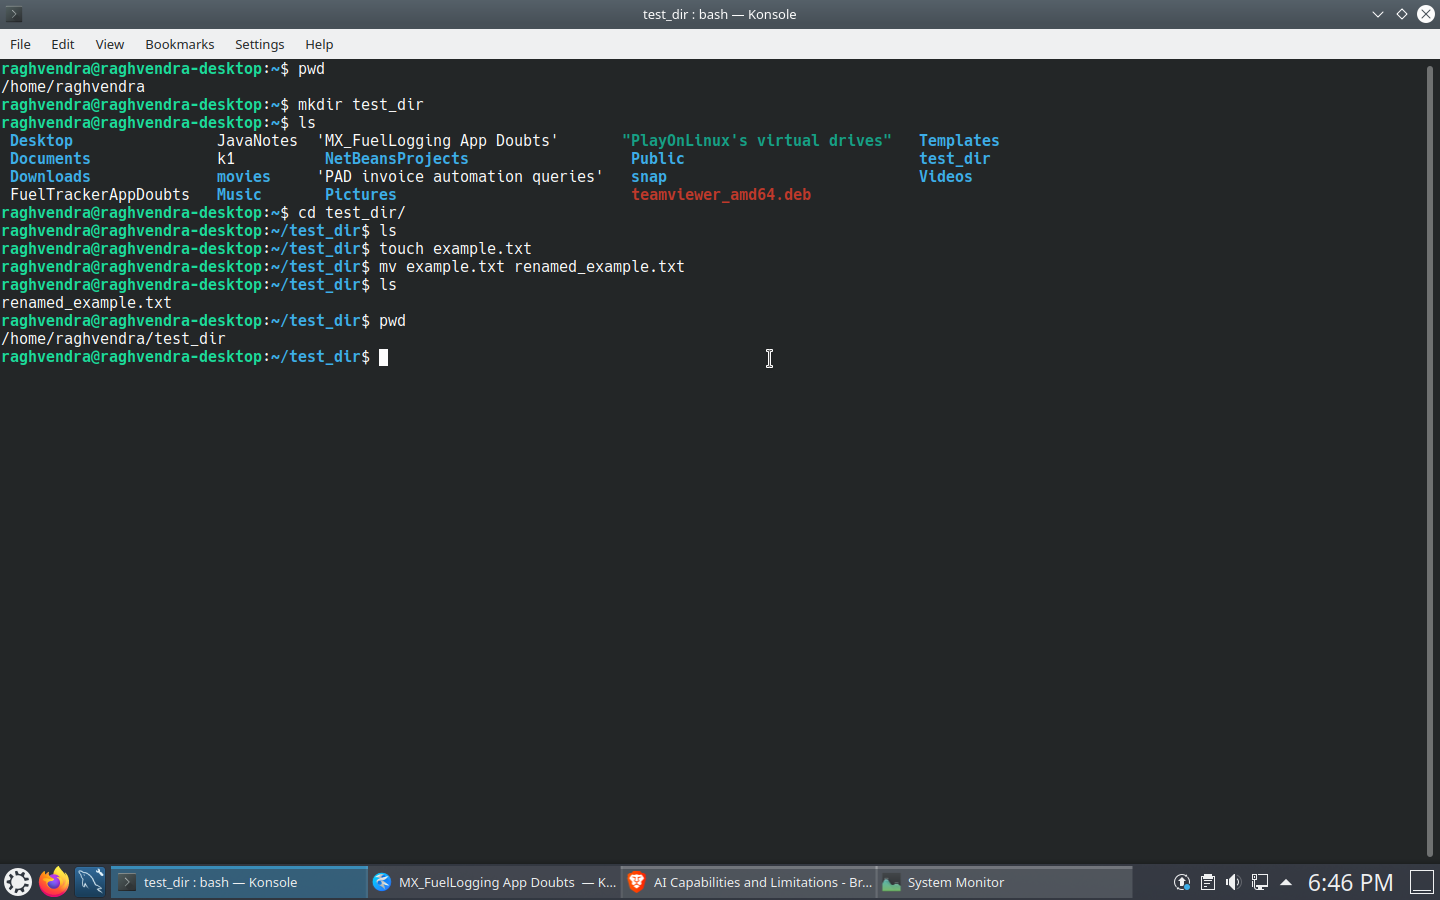 test_dir : bash — Konsole
File Edit View Bookmarks Settings Help
raghvendra@raghvendra-desktop:~$ pwd
/home/raghvendra
raghvendra@raghvendra-desktop:~$ mkdir test_dir
raghvendra@raghvendra-desktop:~$ ls
Desktop JavaNotes 'MX_FuelLogging App Doubts' "PlayOnLinux's virtual drives" Templates
Documents k1 NetBeansProjects Public test_dir
Downloads movies 'PAD invoice automation queries' snap Videos
FuelTrackerAppDoubts Music Pictures teamviewer_amd64.deb
raghvendra@raghvendra-desktop:~$ cd test_dir/
raghvendra@raghvendra-desktop:~/test_dir$ ls
raghvendra@raghvendra-desktop:~/test_dir$ touch example.txt
raghvendra@raghvendra-desktop:~/test_dir$ mv example.txt renamed_example.txt
raghvendra@raghvendra-desktop:~/test_dir$ ls
renamed_example.txt
raghvendra@raghvendra-desktop:~/test_dir$ pwd
/home/raghvendra/test_dir
raghvendra@raghvendra-desktop:~/test_dir$
test_dir : bash — Konsole MX_FuelLogging App Doubts — K... AI Capabilities and Limitations - Br... System Monitor 6:46 PM